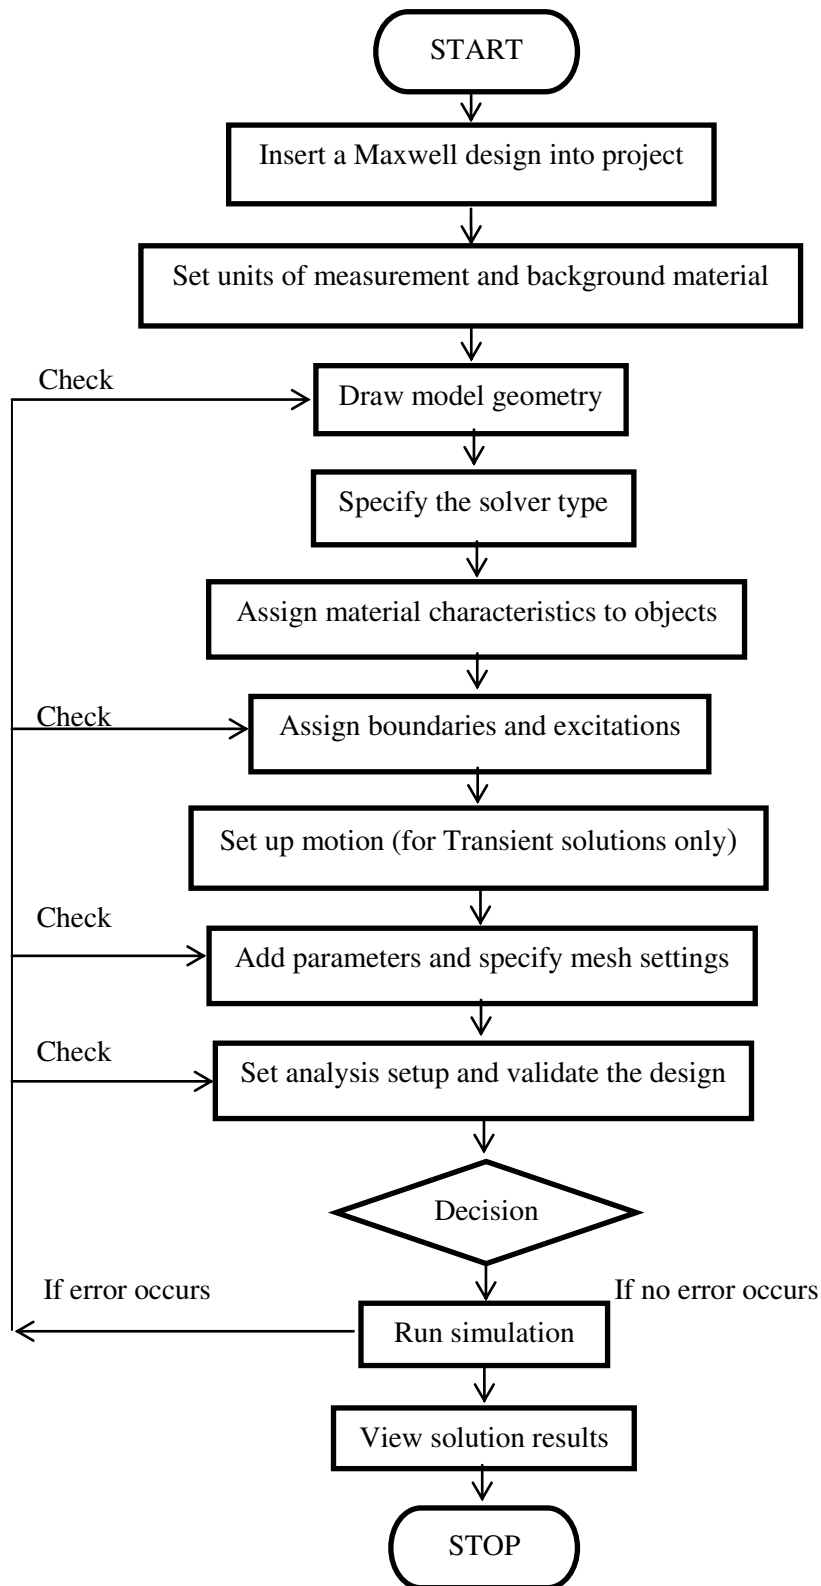 START
Insert a Maxwell design into project
Set units of measurement and background material
Check
Draw model geometry
Specify the solver type
Assign material characteristics to objects
Check
Assign boundaries and excitations
Set up motion (for Transient solutions only)
Check
Add parameters and specify mesh settings
Check
Set analysis setup and validate the design
Decision
If error occurs
If no error occurs
Run simulation
View solution results
STOP